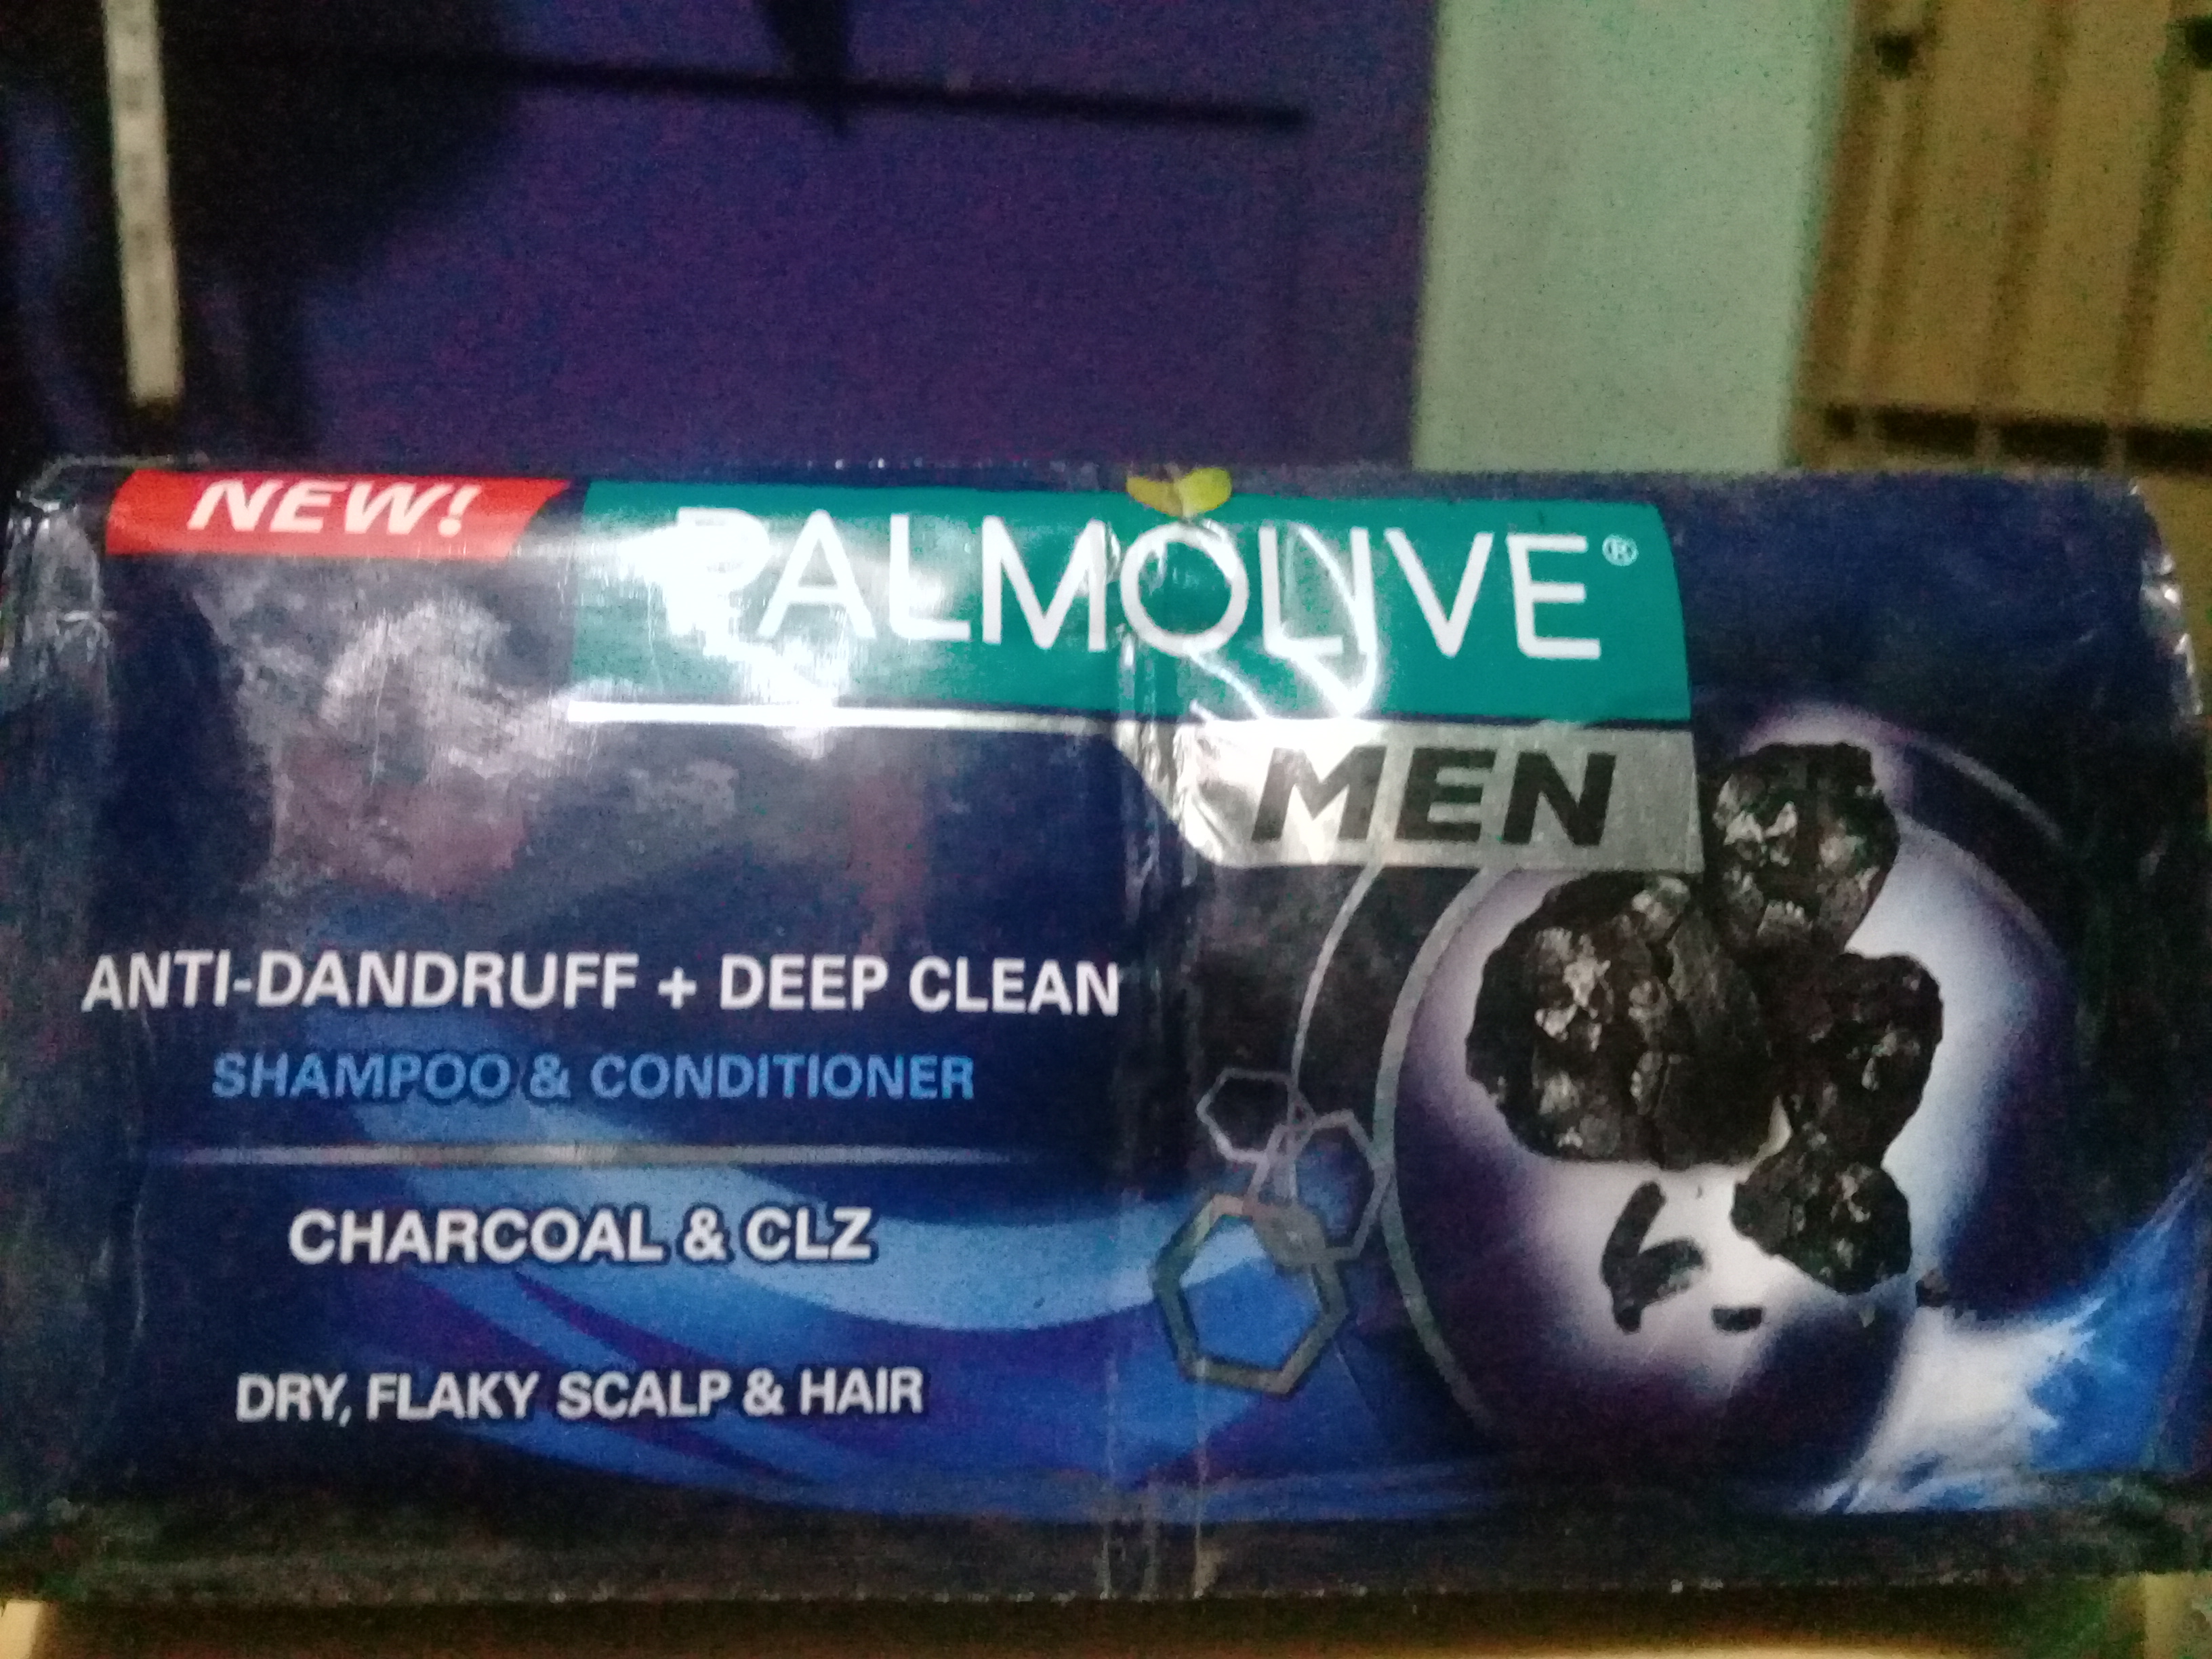 NEW!
PALMOLIVE®
MEN
ANTI-DANDRUFF + DEEP CLEAN
SHAMPOO & CONDITIONER
CHARCOAL & CLZ
DRY, FLAKY SCALP & HAIR